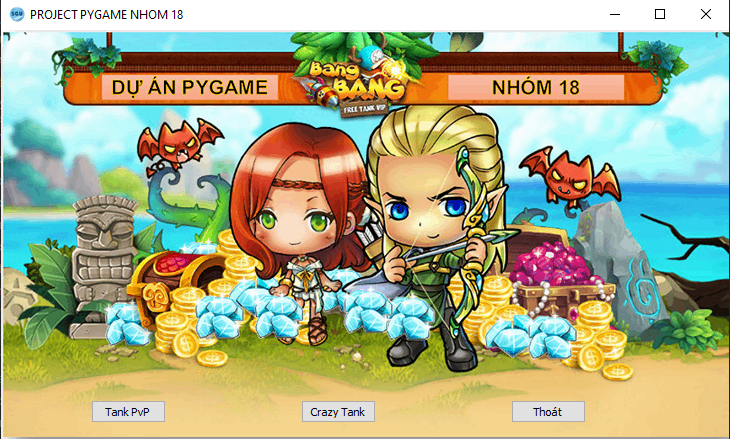 SGU
PROJECT PYGAME NHOM 18
DỰ ÁN PYGAME
Bang
BANG
FREE TANK VIP
NHÓM 18
Tank PvP
Crazy Tank
Thoát